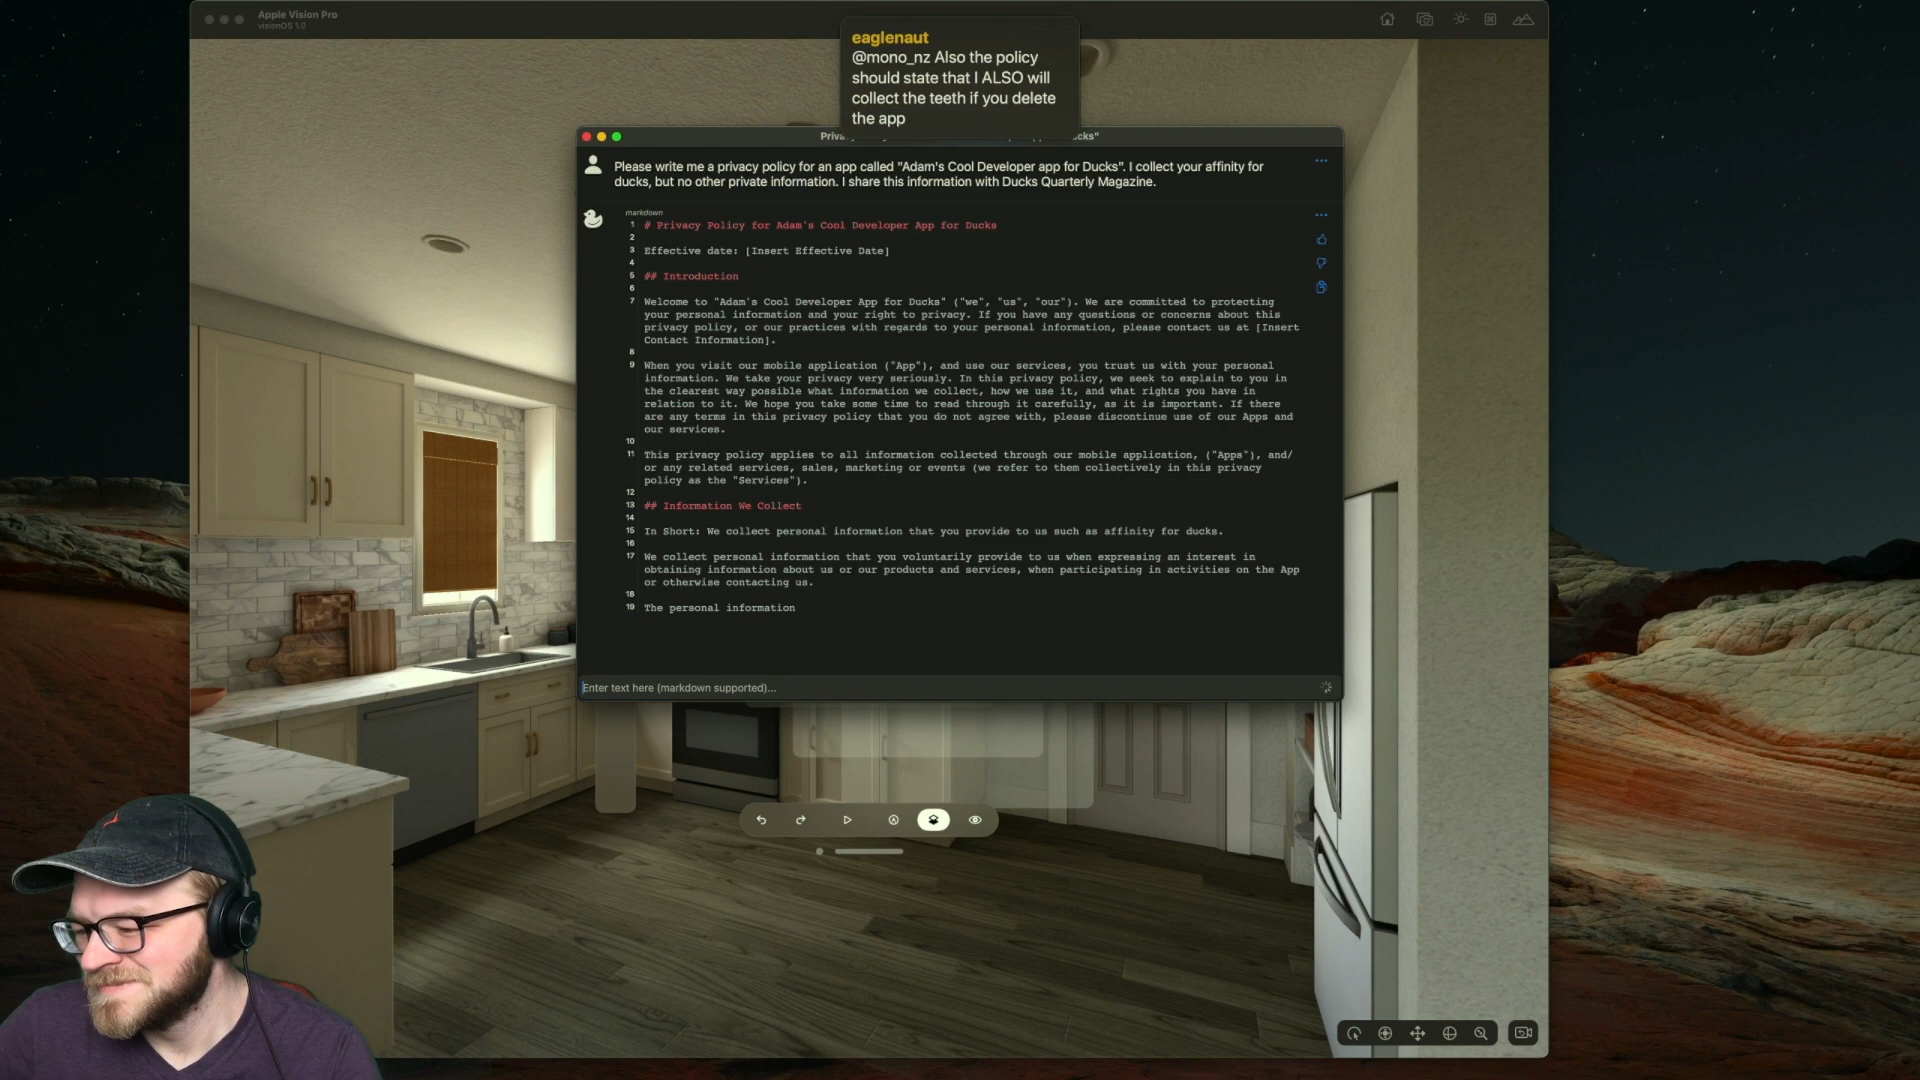 Apple Vision Pro
visionOS 1.0
eaglenaut
@mono_nz Also the policy
should state that I ALSO will
collect the teeth if you delete
the app
Please write me a privacy policy for an app called "Adam's Cool Developer app for Ducks". I collect your affinity for
ducks, but no other private information. I share this information with Ducks Quarterly Magazine.
markdown
1 # Privacy Policy for Adam's Cool Developer App for Ducks
2
3 Effective date: [Insert Effective Date]
4
5 ## Introduction
6
7 Welcome to "Adam's Cool Developer App for Ducks" ("we", "us", "our"). We are committed to protecting
your personal information and your right to privacy. If you have any questions or concerns about this
privacy policy, or our practices with regards to your personal information, please contact us at [Insert
Contact Information].
8
9 When you visit our mobile application ("App"), and use our services, you trust us with your personal
information. We take your privacy very seriously. In this privacy policy, we seek to explain to you in
the clearest way possible what information we collect, how we use it, and what rights you have in
relation to it. We hope you take some time to read through it carefully, as it is important. If there
are any terms in this privacy policy that you do not agree with, please discontinue use of our Apps and
our services.
10
11 This privacy policy applies to all information collected through our mobile application, ("Apps"), and/
or any related services, sales, marketing or events (we refer to them collectively in this privacy
policy as the "Services").
12
13 ## Information We Collect
14
15 In Short: We collect personal information that you provide to us such as affinity for ducks.
16
17 We collect personal information that you voluntarily provide to us when expressing an interest in
obtaining information about us or our products and services, when participating in activities on the App
or otherwise contacting us.
18
19 The personal information
Enter text here (markdown supported)...